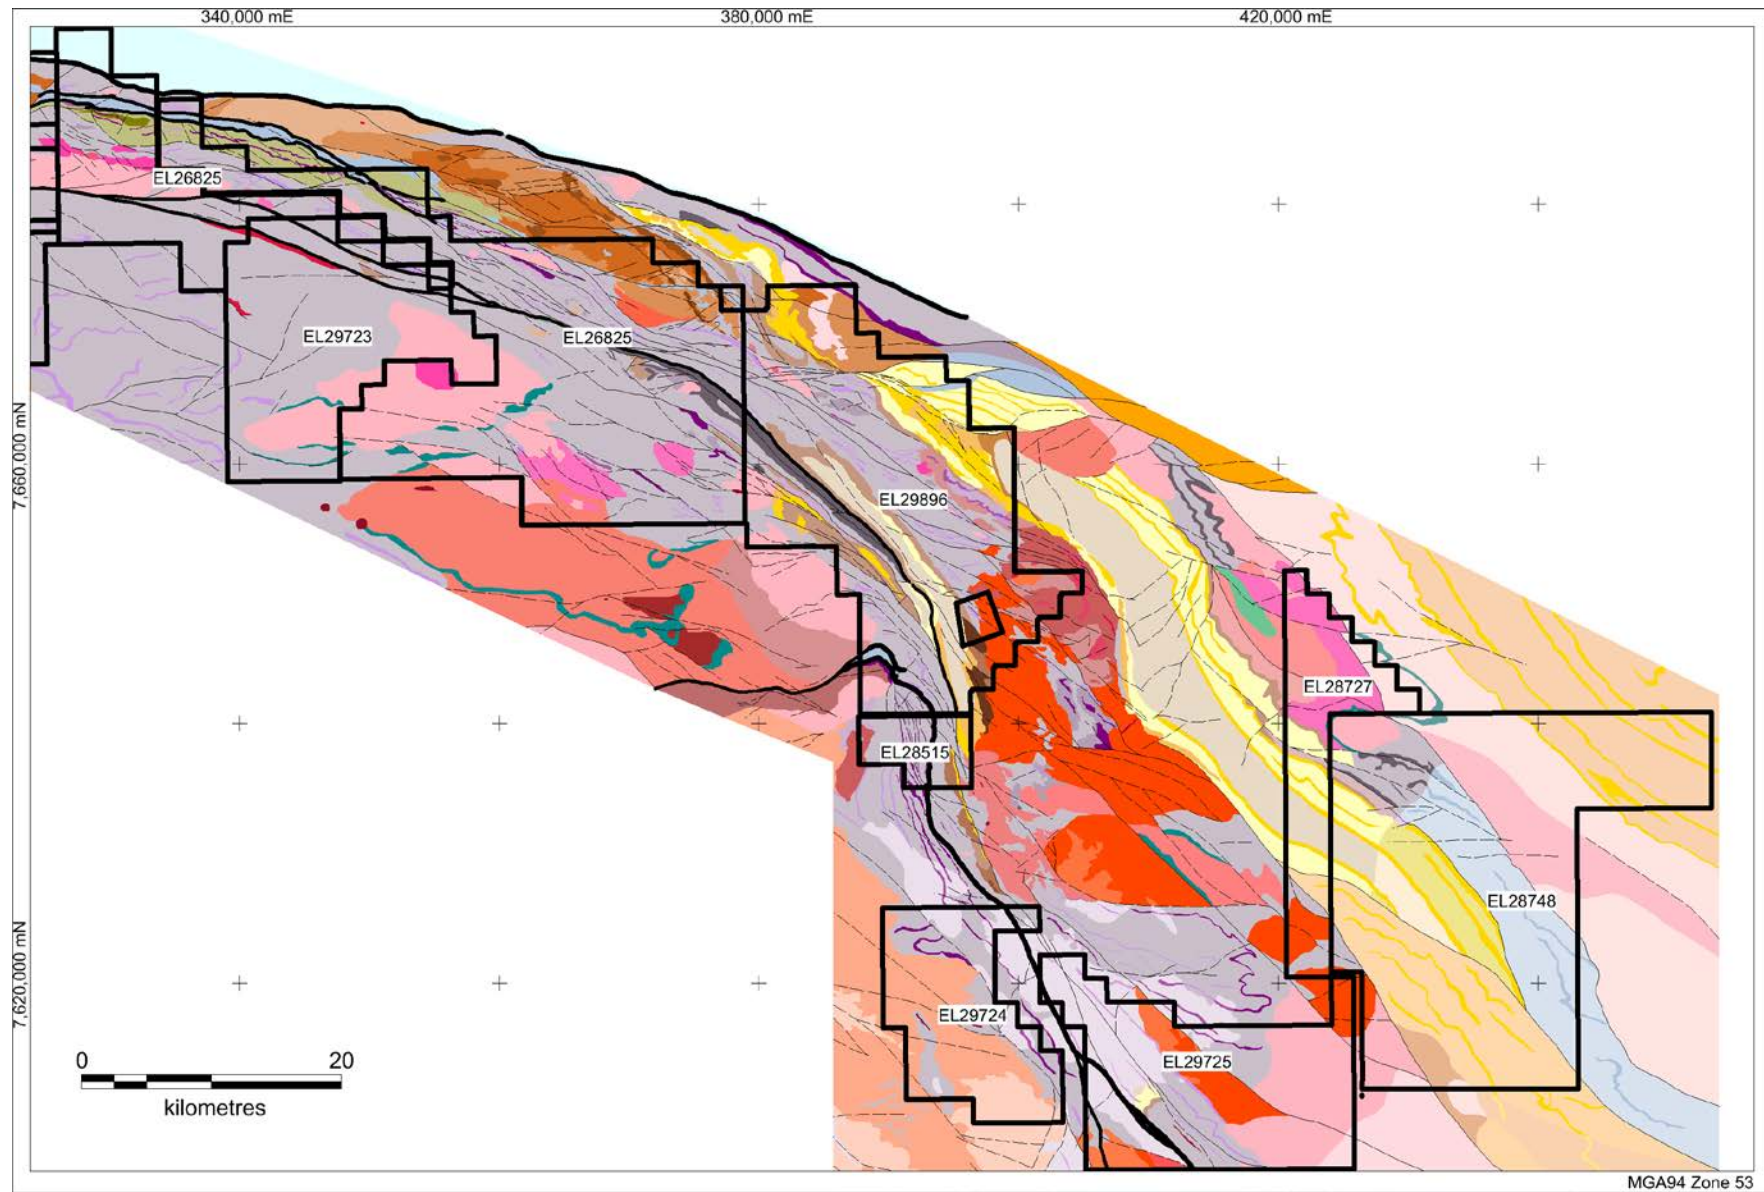 340,000 mE
380,000 mE
420,000 mE
EL26825
EL29723
EL26825
7,660,000 mN
EL29896
EL28727
EL28515
EL28748
7,620,000 mN
EL29724
EL29725
0
20
kilometres
MGA94 Zone 53